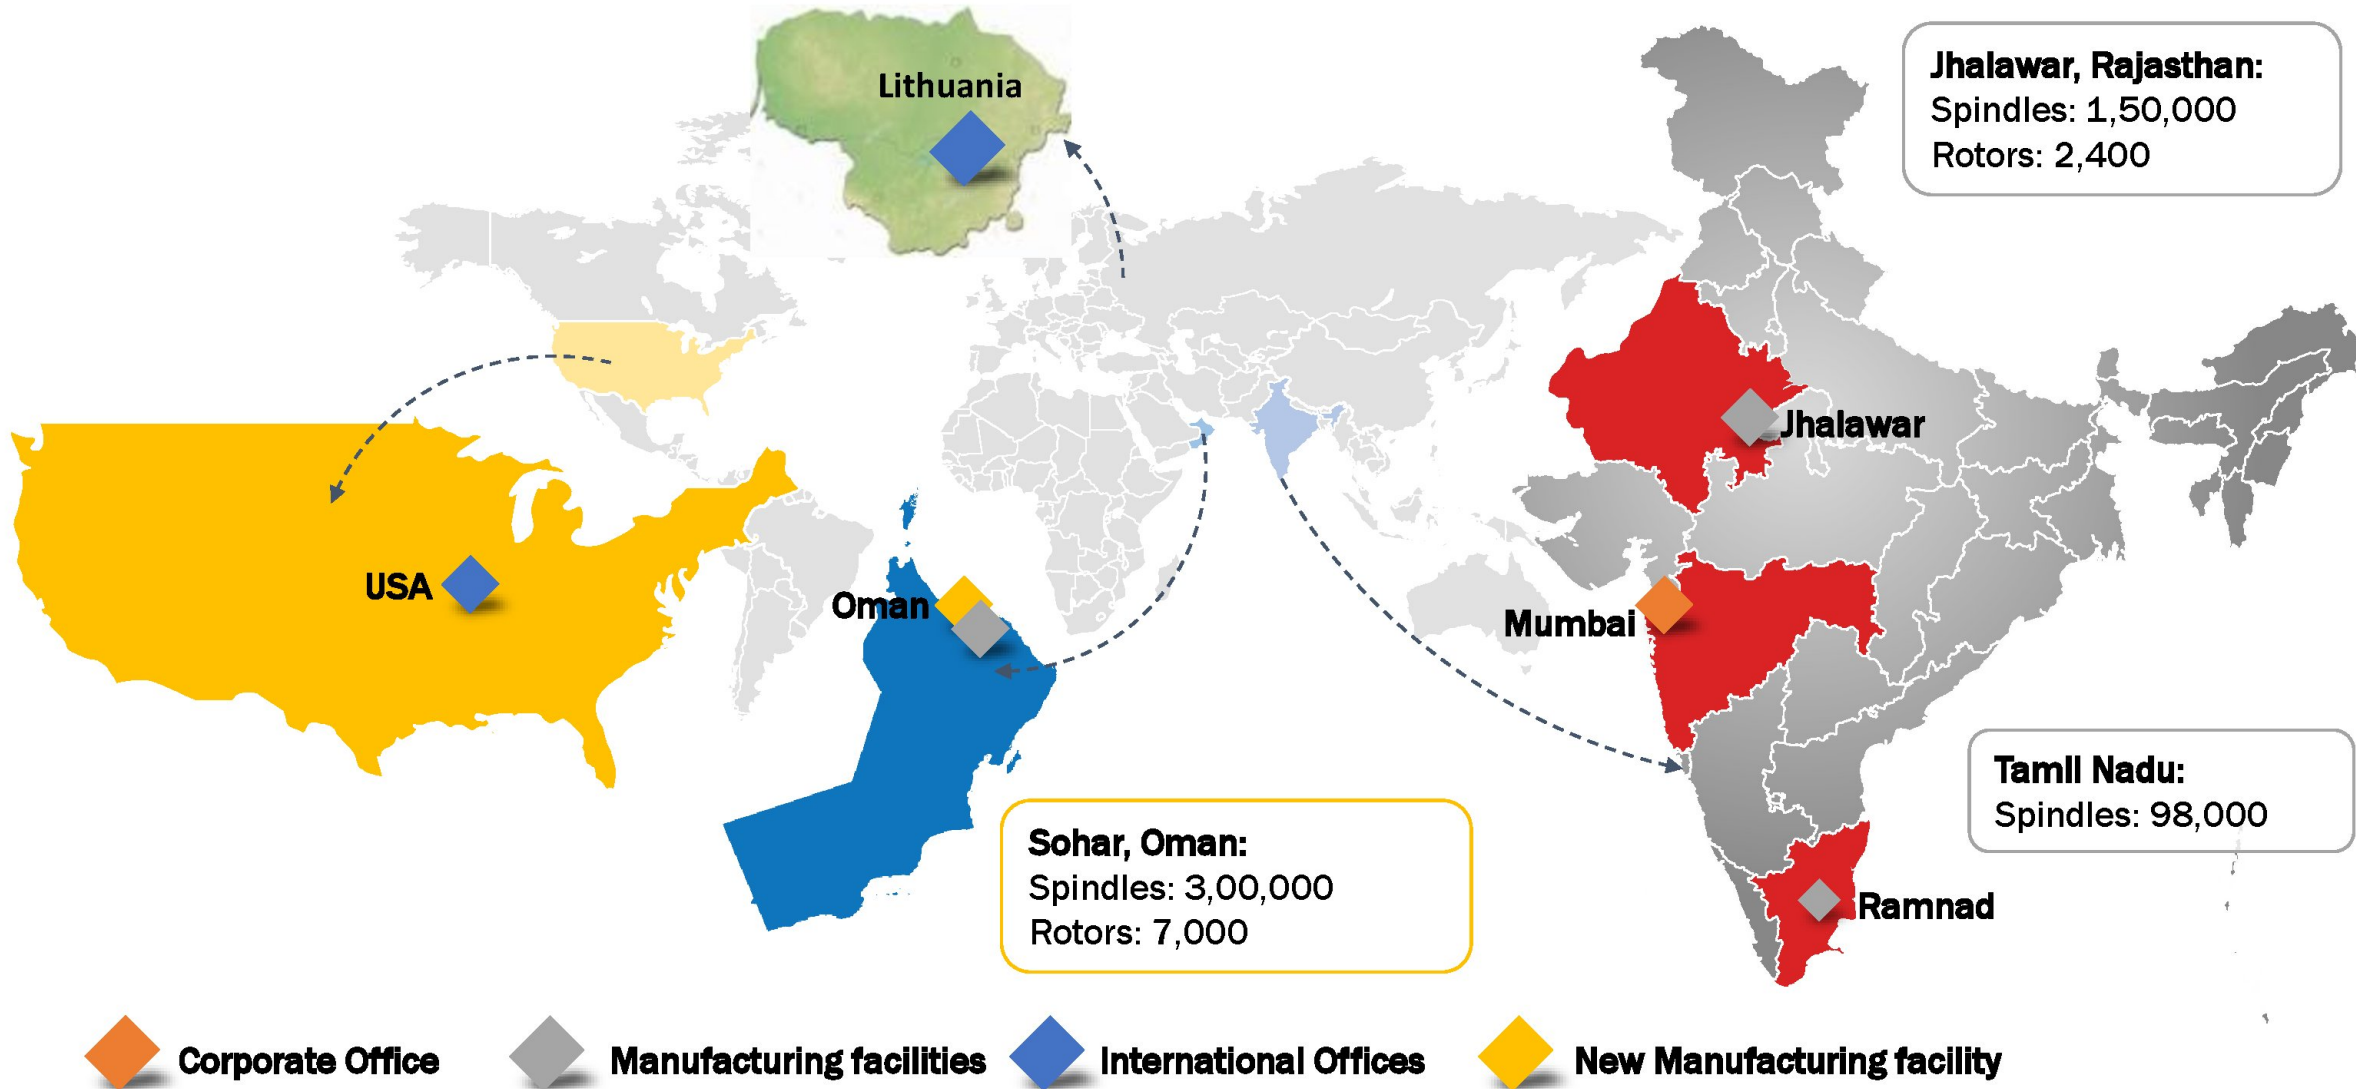 Lithuania
Jhalawar, Rajasthan:
Spindles: 1,50,000
Rotors: 2,400
Jhalawar
USA
Oman
Mumbai
Tamil Nadu:
Spindles: 98,000
Sohar, Oman:
Spindles: 3,00,000
Rotors: 7,000
Ramnad
Corporate Office
Manufacturing facilities
International Offices
New Manufacturing facility